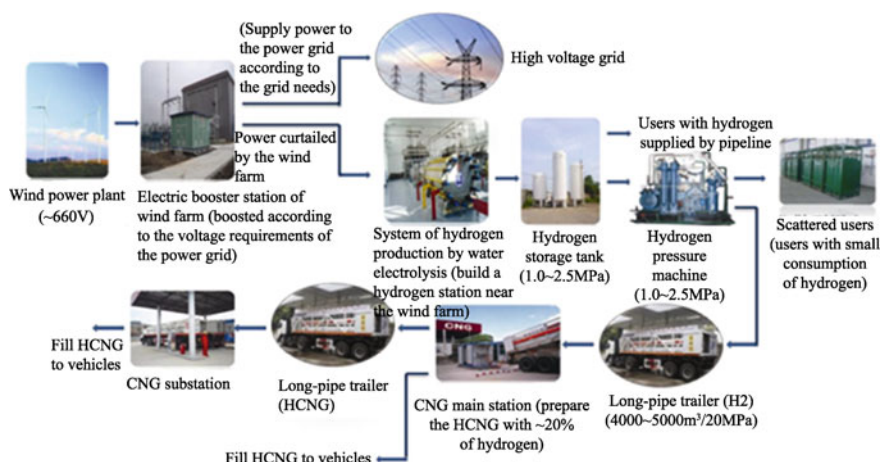 (Supply power to
the power grid
according to
the grid needs)
High voltage grid
Power curtailed
by the wind
farm
Users with hydrogen
supplied by pipeline
Wind power plant
(~660V)
Electric booster station of
wind farm (boosted according
to the voltage requirements of
the power grid)
System of hydrogen
production by water
electrolysis (build a
hydrogen station near
the wind farm)
Hydrogen
storage tank
(1.0~2.5MPa)
Hydrogen
pressure
machine
(1.0~2.5MPa)
Scattered users
(users with small
consumption
of hydrogen)
Fill HCNG
to vehicles
CNG substation
Long-pipe trailer
(HCNG)
CNG
CNG main station (prepare
the HCNG with ~20%
of hydrogen)
Long-pipe trailer (H2)
(4000~5000m³/20MPa)
Fill HCNG to vehicles